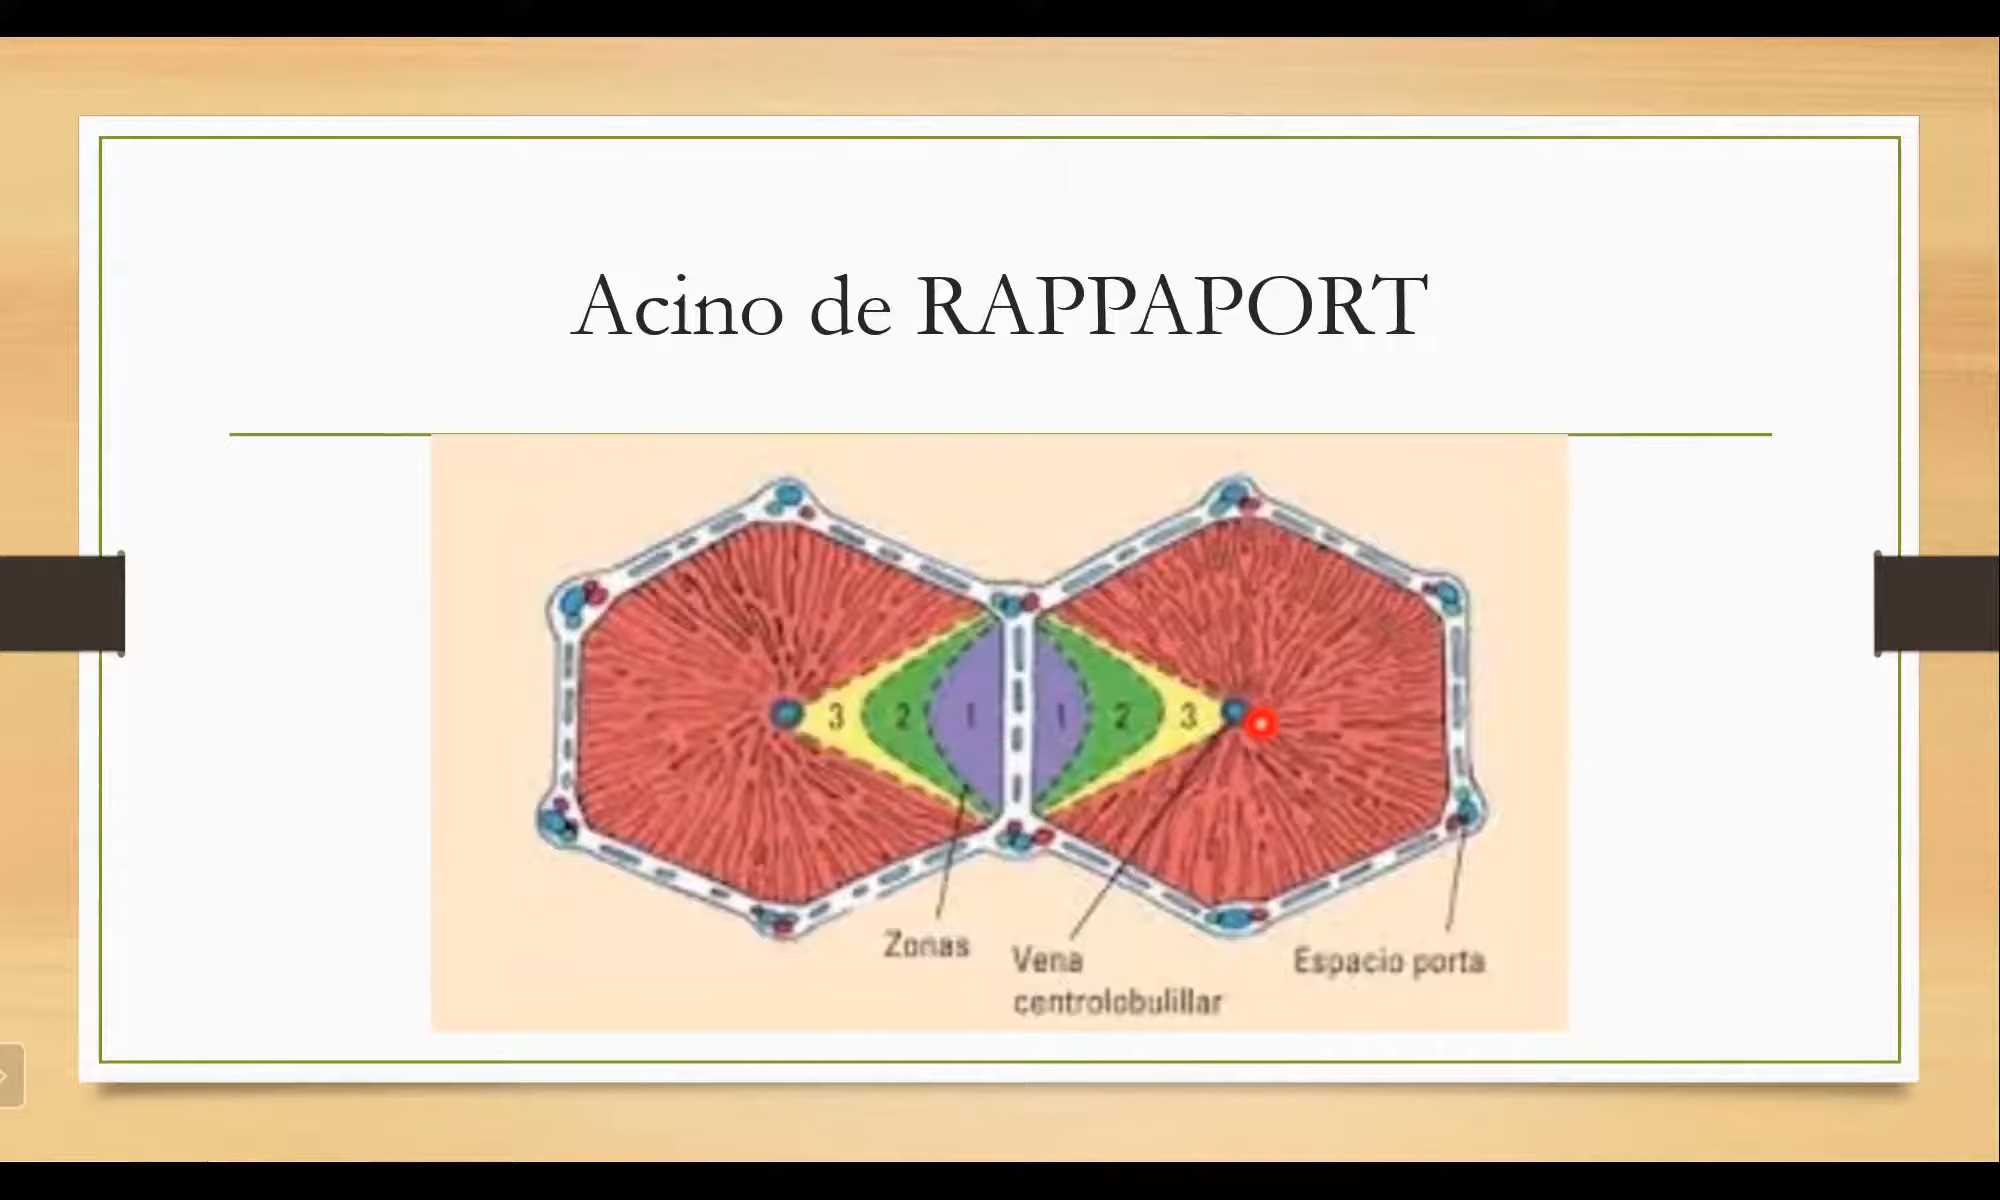 Acino de RAPPAPORT
3 2 1 1 2 3
Zonas
Vena
centrolobulillar
Espacio porta